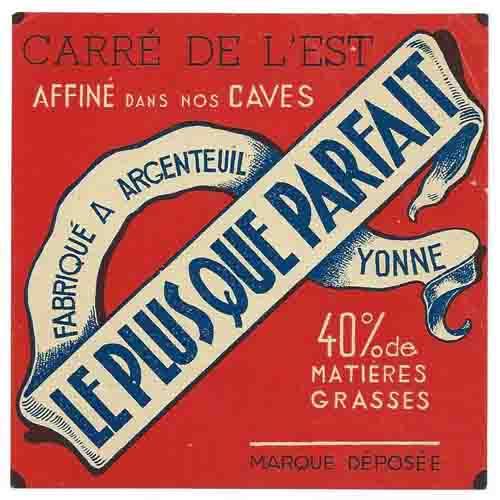 CARRÉ DE L'EST
AFFINÉ DANS NOS CAVES
FABRIQUÉ A ARGENTEUIL
YONNE
LE PLUS QUE PARFAIT
40% de
MATIÈRES
GRASSES
MARQUE DÉPOSÉE